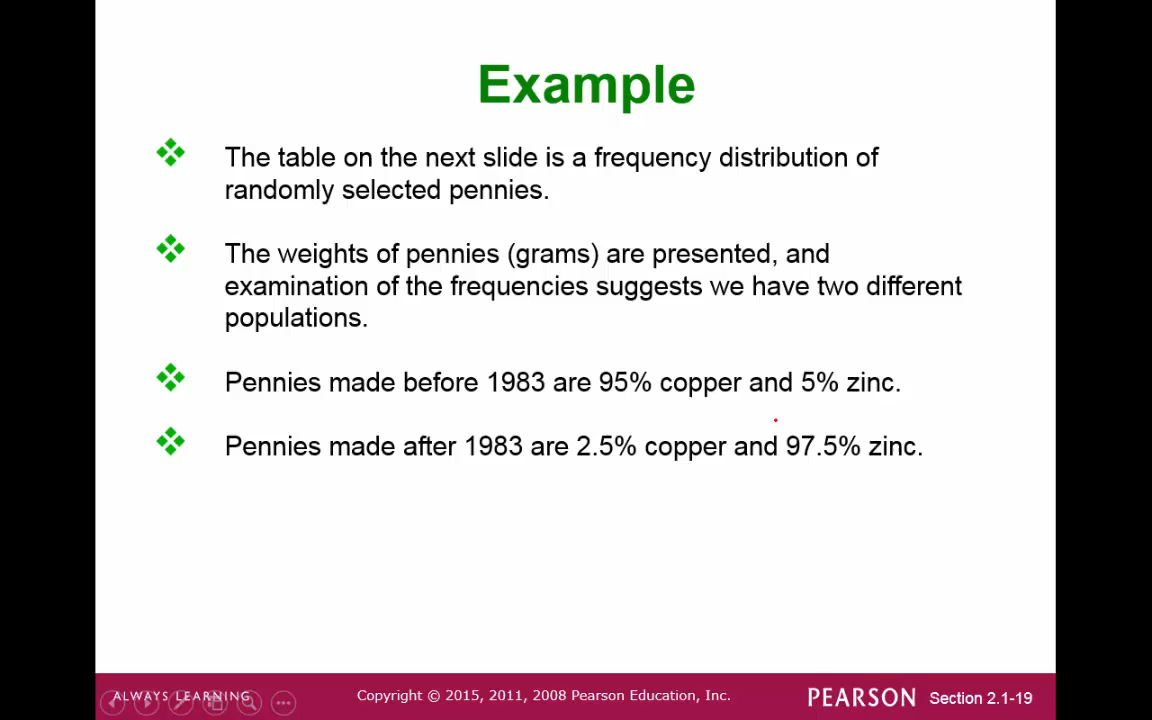 Example
The table on the next slide is a frequency distribution of
randomly selected pennies.
The weights of pennies (grams) are presented, and
examination of the frequencies suggests we have two different
populations.
Pennies made before 1983 are 95% copper and 5% zinc.
Pennies made after 1983 are 2.5% copper and 97.5% zinc.
ALWAYS LEARNING
Copyright © 2015, 2011, 2008 Pearson Education, Inc.
PEARSON
Section 2.1-19